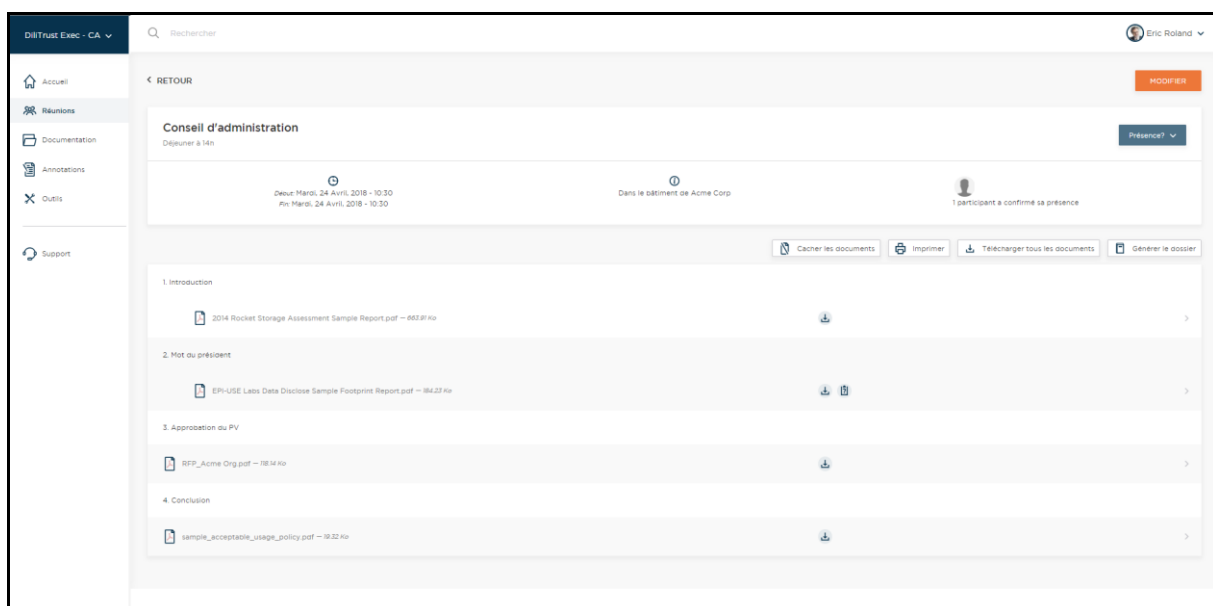 DiliTrust Exec - CA
Rechercher
Eric Roland
Accueil
Réunions
Documentation
Annotations
Outils
Support
RETOUR
MODIFIER
Conseil d'administration
Déjeuner à 14h
Présence?
Début: Mardi, 24 Avril, 2018 - 10:30
Fin: Mardi, 24 Avril, 2018 - 10:30
Dans le bâtiment de Acme Corp
1 participant a confirmé sa présence
Cacher les documents
Imprimer
Télécharger tous les documents
Générer le dossier
1. Introduction
2014 Rocket Storage Assessment Sample Report.pdf — 663.91 Ko
2. Mot du président
EPI-USE Labs Data Disclose Sample Footprint Report.pdf — 184.23 Ko
3. Approbation du PV
RFP_Acme Org.pdf — 118.14 Ko
4. Conclusion
sample_acceptable_usage_policy.pdf — 19.32 Ko